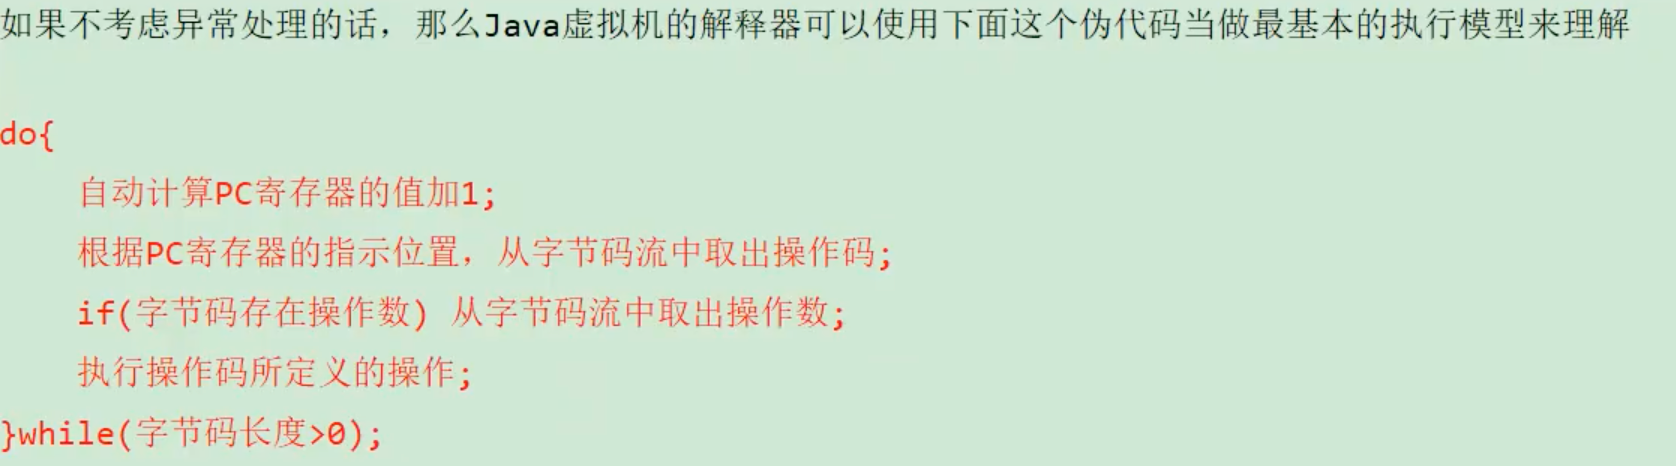 如果不考虑异常处理的话，那么Java虚拟机的解释器可以使用下面这个伪代码当做最基本的执行模型来理解
do{
自动计算PC寄存器的值加1;
根据PC寄存器的指示位置，从字节码流中取出操作码;
if(字节码存在操作数) 从字节码流中取出操作数;
执行操作码所定义的操作;
}while(字节码长度>0);